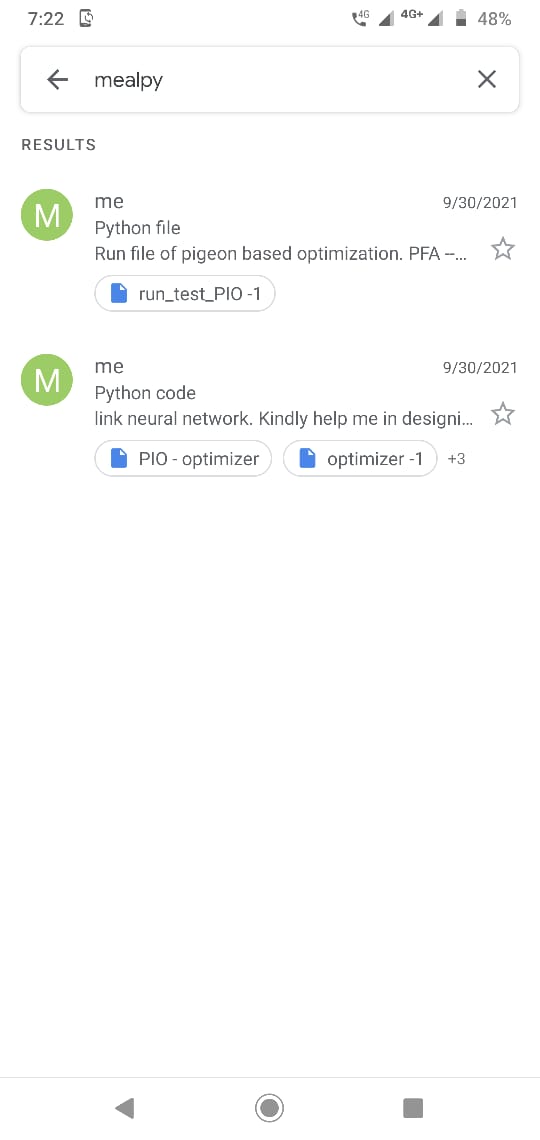 7:22 4G 4G+ 48%
mealpy
RESULTS
M me 9/30/2021
Python file
Run file of pigeon based optimization. PFA --...
run_test_PIO -1
M me 9/30/2021
Python code
link neural network. Kindly help me in designi...
PIO - optimizer optimizer -1 +3